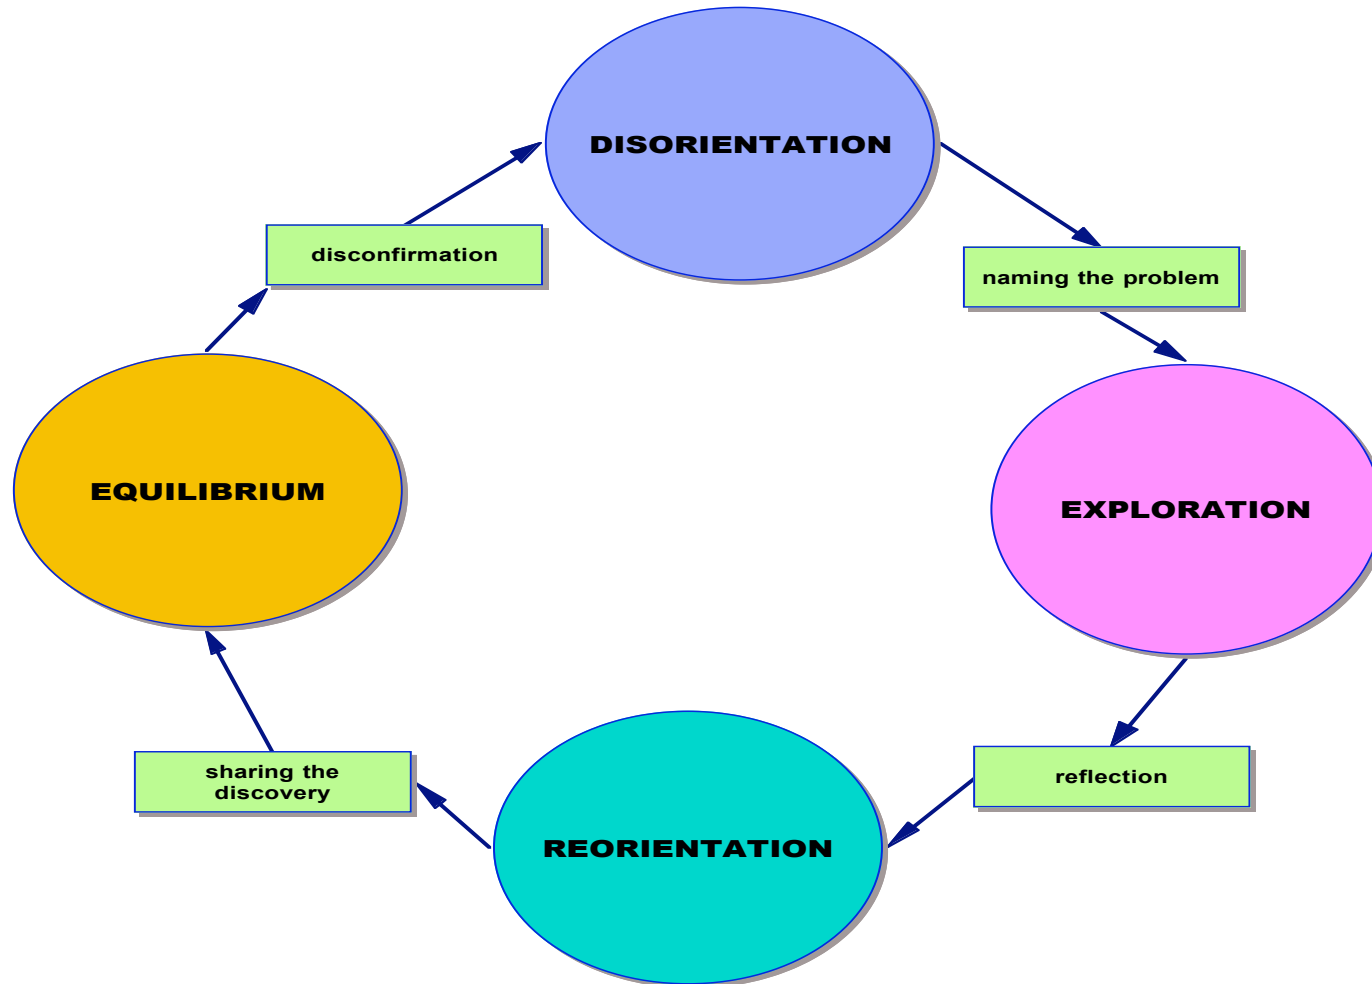 DISORIENTATION
disconfirmation
naming the problem
EQUILIBRIUM
EXPLORATION
sharing the
discovery
reflection
REORIENTATION